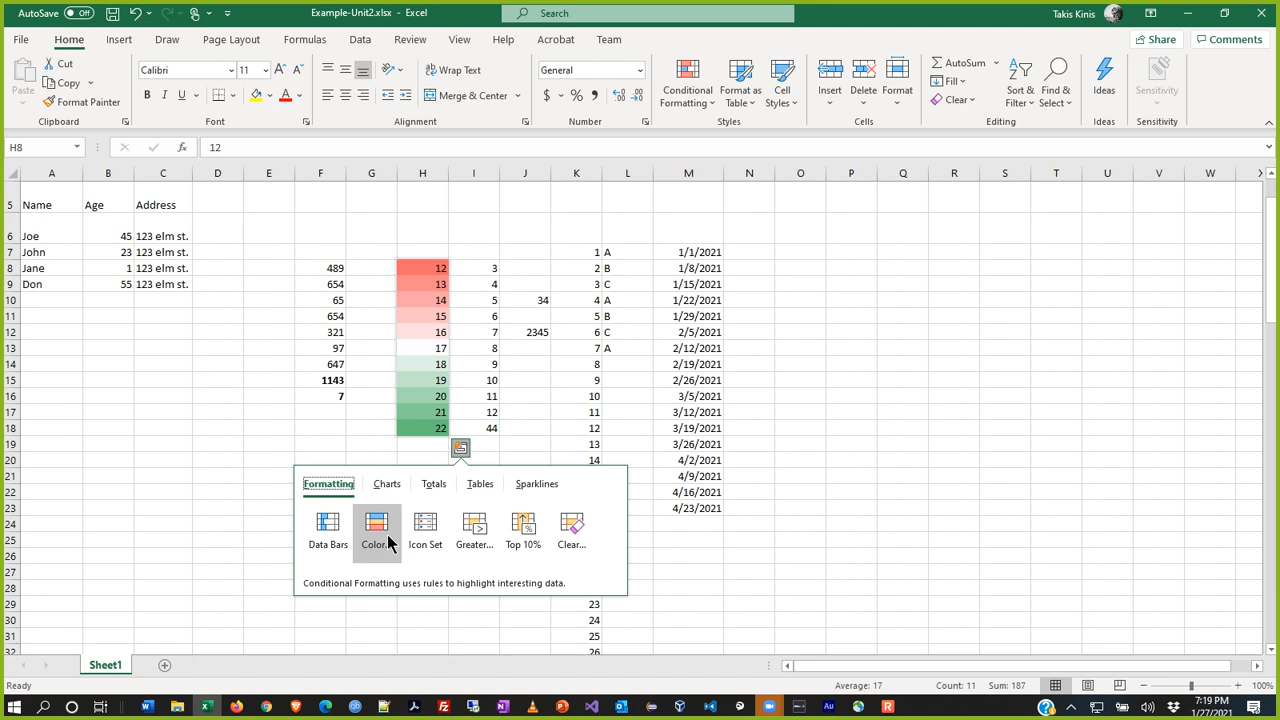 AutoSave Off Example-Unit2.xlsx - Excel Search Takis Kinis
File Home Insert Draw Page Layout Formulas Data Review View Help Acrobat Team Share Comments
Paste Cut Copy Format Painter Clipboard
Calibri 11 B I U Font
Wrap Text Merge & Center Alignment
General $ % Number
Conditional Formatting Format as Table Cell Styles Styles
Insert Delete Format Cells
AutoSum Fill Clear Sort & Filter Find & Select Editing
Ideas Ideas
Sensitivity Sensitivity
H8 fx 12
A B C D E F G H I J K L M N O P Q R S T U V W X
5 Name Age Address
6 Joe 45 123 elm st.
7 John 23 123 elm st. 1 A 1/1/2021
8 Jane 1 123 elm st. 489 12 3 2 B 1/8/2021
9 Don 55 123 elm st. 654 13 4 3 C 1/15/2021
10 65 14 5 34 4 A 1/22/2021
11 654 15 6 5 B 1/29/2021
12 321 16 7 2345 6 C 2/5/2021
13 97 17 8 7 A 2/12/2021
14 647 18 9 8 2/19/2021
15 1143 19 10 9 2/26/2021
16 7 20 11 10 3/5/2021
17 21 12 11 3/12/2021
18 22 44 12 3/19/2021
19 13 3/26/2021
20 14 4/2/2021
21 4/9/2021
22 4/16/2021
23 4/23/2021
24
25
26
27
28
29 23
30 24
31 25
32 26
Formatting Charts Totals Tables Sparklines
Data Bars Color... Icon Set Greater... Top 10% Clear...
Conditional Formatting uses rules to highlight interesting data.
Sheet1
Ready Average: 17 Count: 11 Sum: 187 100%
7:19 PM
1/27/2021